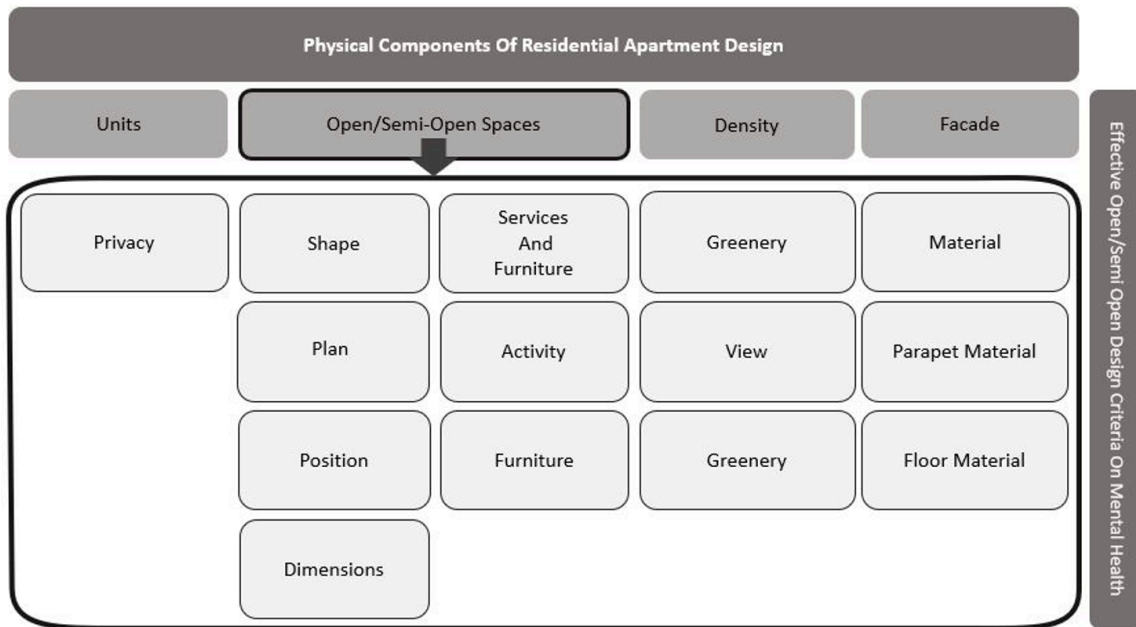 Physical Components Of Residential Apartment Design
Units
Open/Semi-Open Spaces
Density
Facade
Effective Open/Semi Open Design Criteria On Mental Health
Privacy
Shape
Services
And
Furniture
Greenery
Material
Plan
Activity
View
Parapet Material
Position
Furniture
Greenery
Floor Material
Dimensions